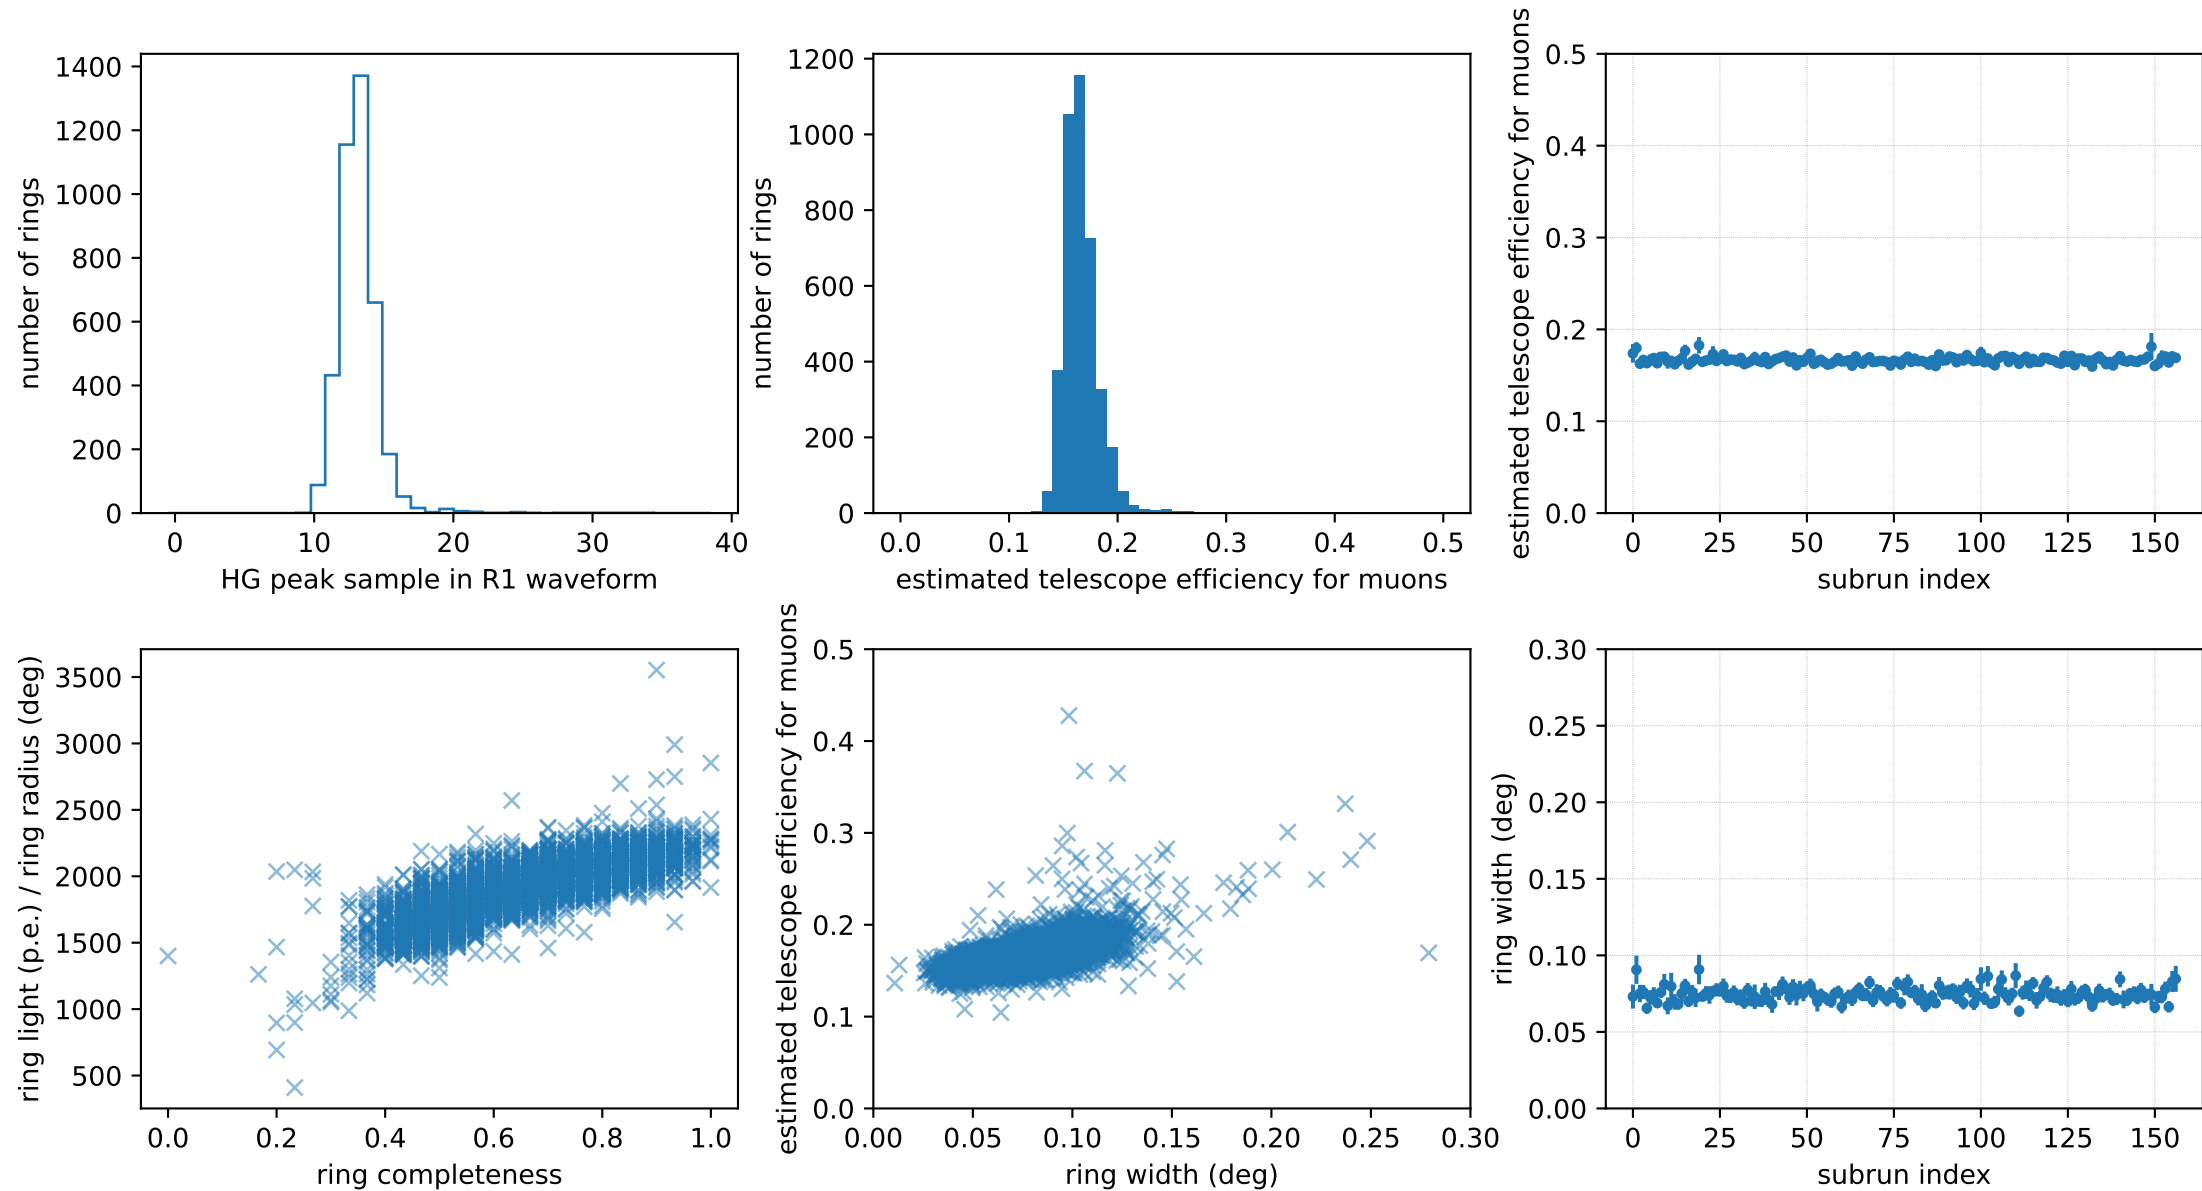 1400
1200
1000
800
600
400
200
0
number of rings
0 10 20 30 40
HG peak sample in R1 waveform
1200
1000
800
600
400
200
0
number of rings
0.0 0.1 0.2 0.3 0.4 0.5
estimated telescope efficiency for muons
0.5
0.4
0.3
0.2
0.1
0.0
estimated telescope efficiency for muons
0 25 50 75 100 125 150
subrun index
3500
3000
2500
2000
1500
1000
500
ring light (p.e.) / ring radius (deg)
0.0 0.2 0.4 0.6 0.8 1.0
ring completeness
0.5
0.4
0.3
0.2
0.1
0.0
estimated telescope efficiency for muons
0.00 0.05 0.10 0.15 0.20 0.25 0.30
ring width (deg)
0.30
0.25
0.20
0.15
0.10
0.05
0.00
ring width (deg)
0 25 50 75 100 125 150
subrun index